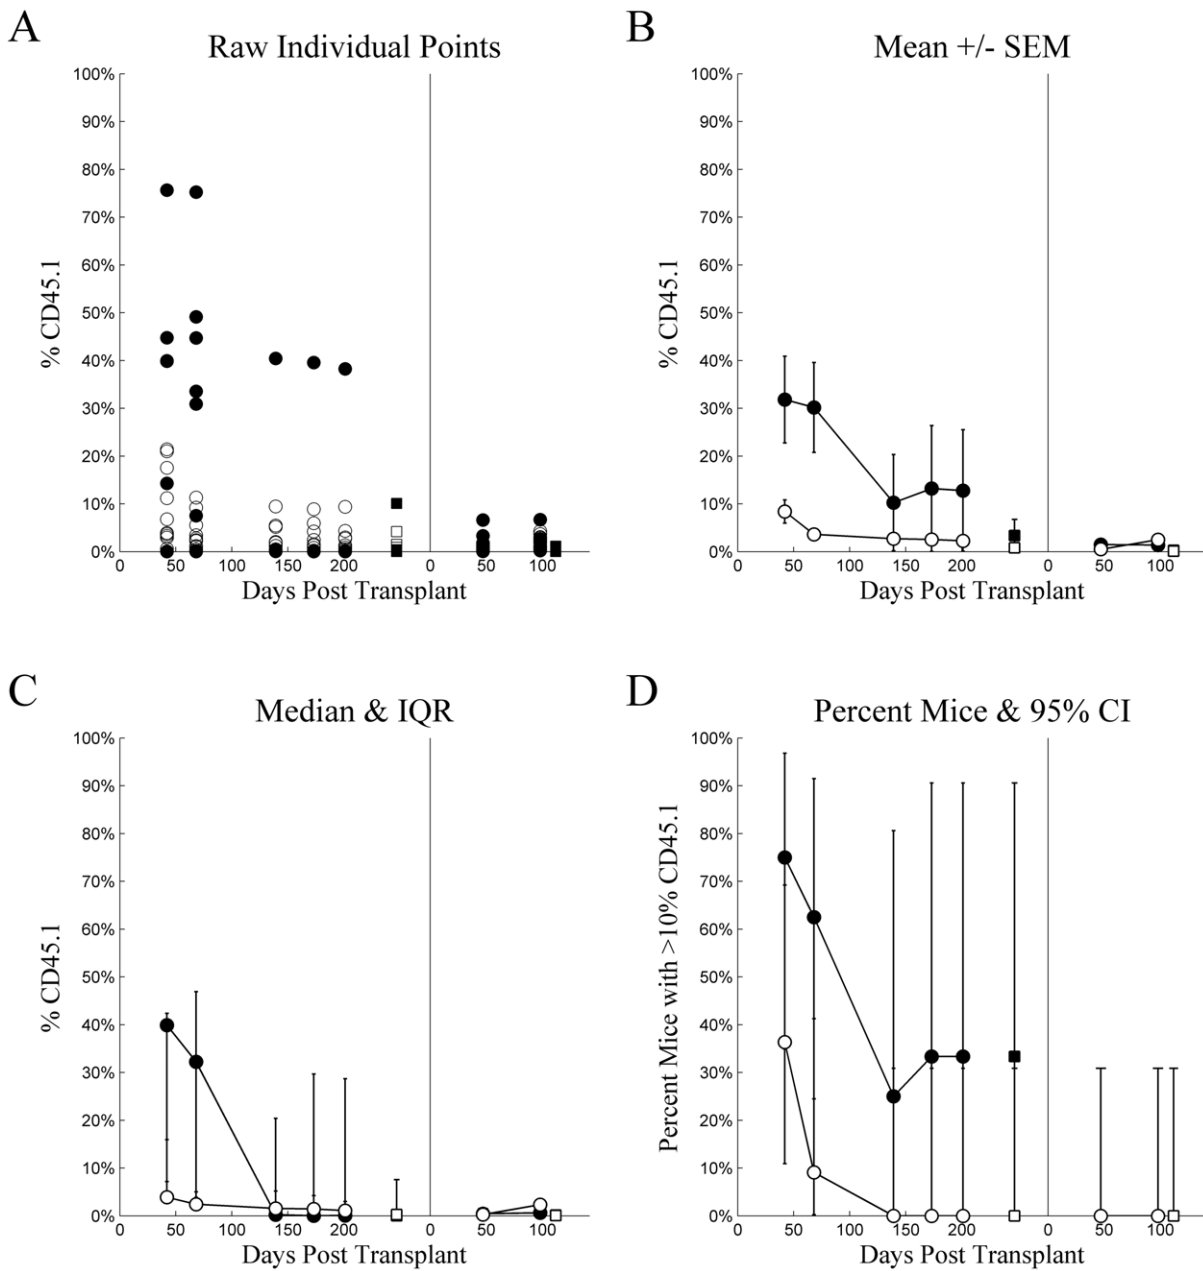 A
Raw Individual Points
100%
90%
80%
70%
60%
50%
40%
30%
20%
10%
0%
% CD45.1
0 50 100 150 200 0 50 100
Days Post Transplant
B
Mean +/- SEM
100%
90%
80%
70%
60%
50%
40%
30%
20%
10%
0%
% CD45.1
0 50 100 150 200 0 50 100
Days Post Transplant
C
Median & IQR
100%
90%
80%
70%
60%
50%
40%
30%
20%
10%
0%
% CD45.1
0 50 100 150 200 0 50 100
Days Post Transplant
D
Percent Mice & 95% CI
100%
90%
80%
70%
60%
50%
40%
30%
20%
10%
0%
Percent Mice with >10% CD45.1
0 50 100 150 200 0 50 100
Days Post Transplant